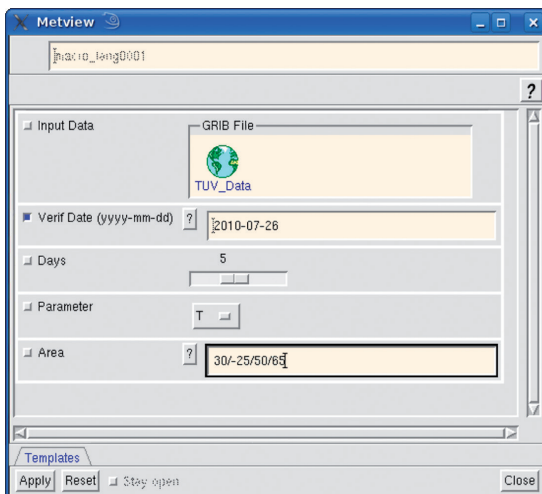 Metview
macro_lang0001
?
Input Data
GRIB File
TUV_Data
Verif Date (yyyy-mm-dd) ? 2010-07-26
Days 5
Parameter T
Area ? 30/-25/50/65
Templates
Apply Reset Stay open Close